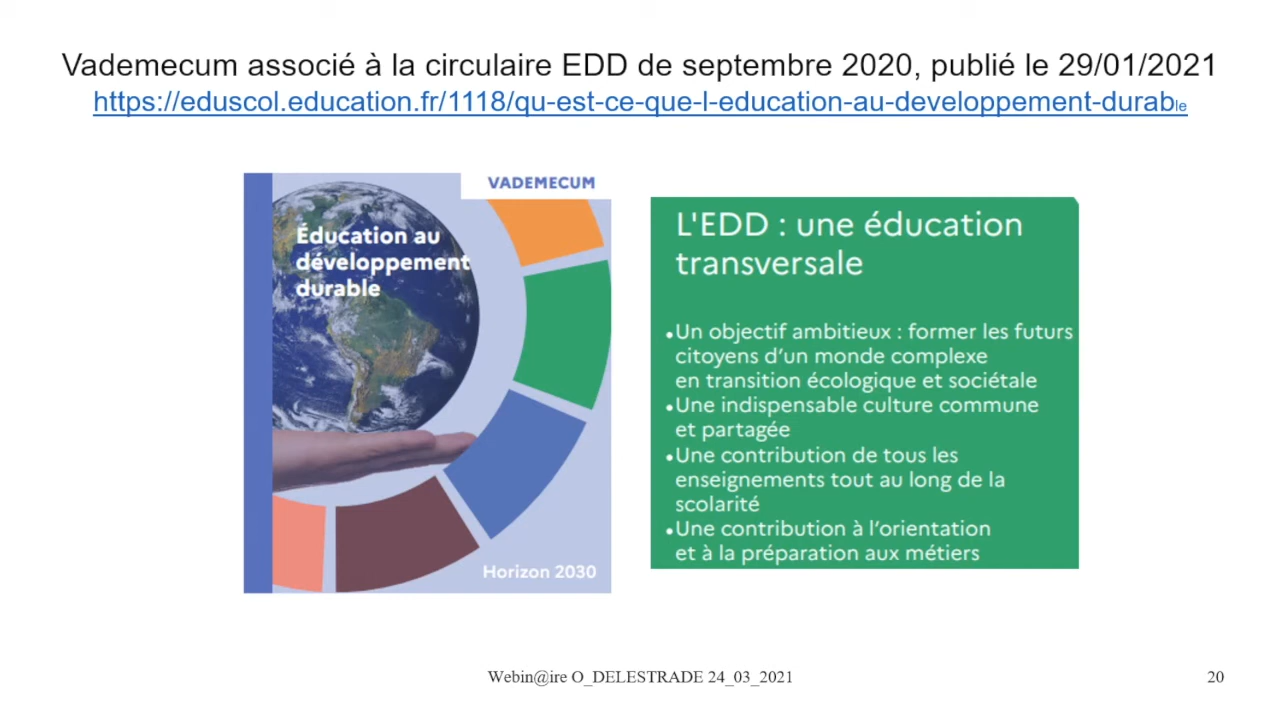 Vademecum associé à la circulaire EDD de septembre 2020, publié le 29/01/2021
https://eduscol.education.fr/1118/qu-est-ce-que-l-education-au-developpement-durable
VADEMECUM
Éducation au
développement
durable
Horizon 2030
L'EDD : une éducation
transversale
•Un objectif ambitieux : former les futurs
citoyens d’un monde complexe
en transition écologique et sociétale
•Une indispensable culture commune
et partagée
•Une contribution de tous les
enseignements tout au long de la
scolarité
•Une contribution à l’orientation
et à la préparation aux métiers
Webin@ire O_DELESTRADE 24_03_2021
20